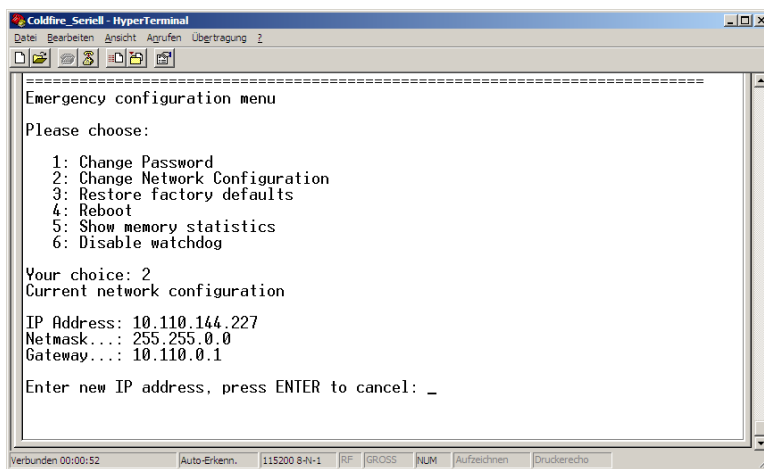 Coldfire_Seriell - HyperTerminal
Datei Bearbeiten Ansicht Anrufen Übertragung ?
==============================================================================
Emergency configuration menu
Please choose:
1: Change Password
2: Change Network Configuration
3: Restore factory defaults
4: Reboot
5: Show memory statistics
6: Disable watchdog
Your choice: 2
Current network configuration
IP Address: 10.110.144.227
Netmask...: 255.255.0.0
Gateway...: 10.110.0.1
Enter new IP address, press ENTER to cancel: _
Verbunden 00:00:52 Auto-Erkenn. 115200 8-N-1 RF GROSS NUM Aufzeichnen Druckerecho